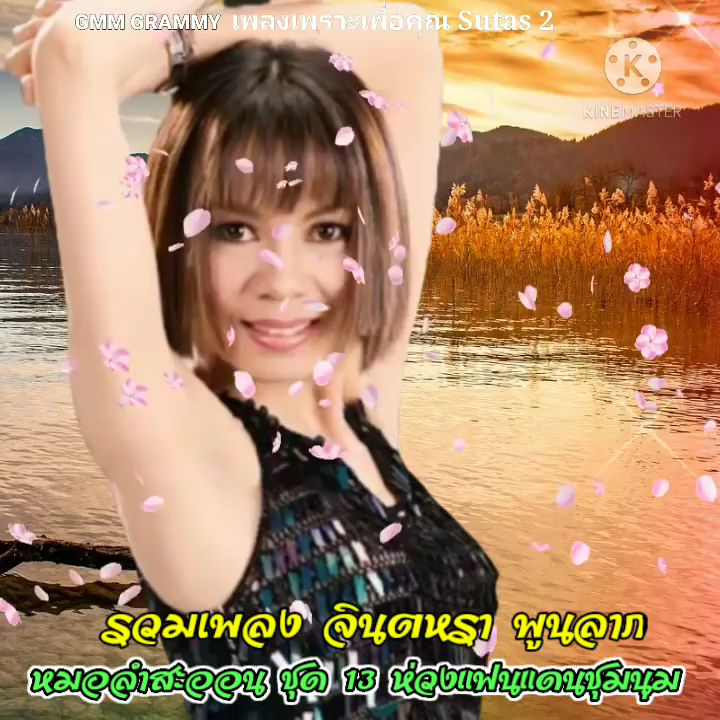 GMM GRAMMY เพลงเพราะเพื่อคุณ Sutas 2
K
KINEMASTER
รวมเพลง จินตหรา พูนลาภ
หมอลำสะออน ชุด 13 ห่วงแฟนแดนชุมนุม